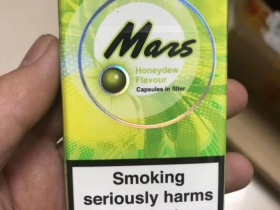 Mars
Honeydew
Flavour
Capsules in filter
Smoking
seriously harms